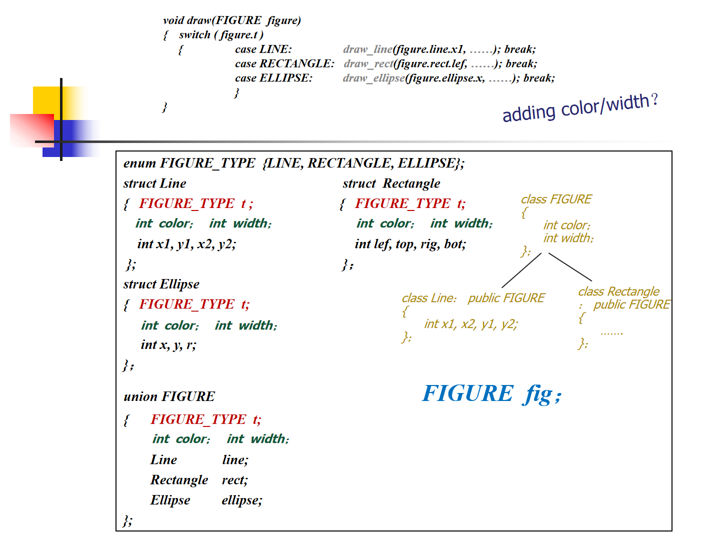 void draw(FIGURE figure)
{ switch ( figure.t )
{ case LINE: draw_line(figure.line.x1, ……); break;
case RECTANGLE: draw_rect(figure.rect.lef, ……); break;
case ELLIPSE: draw_ellipse(figure.ellipse.x, ……); break;
}
}
adding color/width？
enum FIGURE_TYPE {LINE, RECTANGLE, ELLIPSE};
struct Line
{ FIGURE_TYPE t ;
int color； int width；
int x1, y1, x2, y2;
};
struct Rectangle
{ FIGURE_TYPE t;
int color； int width；
int lef, top, rig, bot;
}；
struct Ellipse
{ FIGURE_TYPE t;
int color； int width；
int x, y, r;
}；
union FIGURE
{ FIGURE_TYPE t;
int color； int width；
Line line;
Rectangle rect;
Ellipse ellipse;
};
class FIGURE
{
int color；
int width；
}；
class Line： public FIGURE
{
int x1, x2, y1, y2;
}；
class Rectangle
： public FIGURE
{
…….
}；
FIGURE fig；